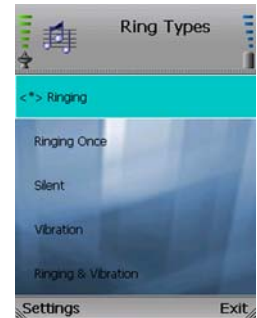 Ring Types
<*> Ringing
Ringing Once
Silent
Vibration
Ringing & Vibration
Settings Exit